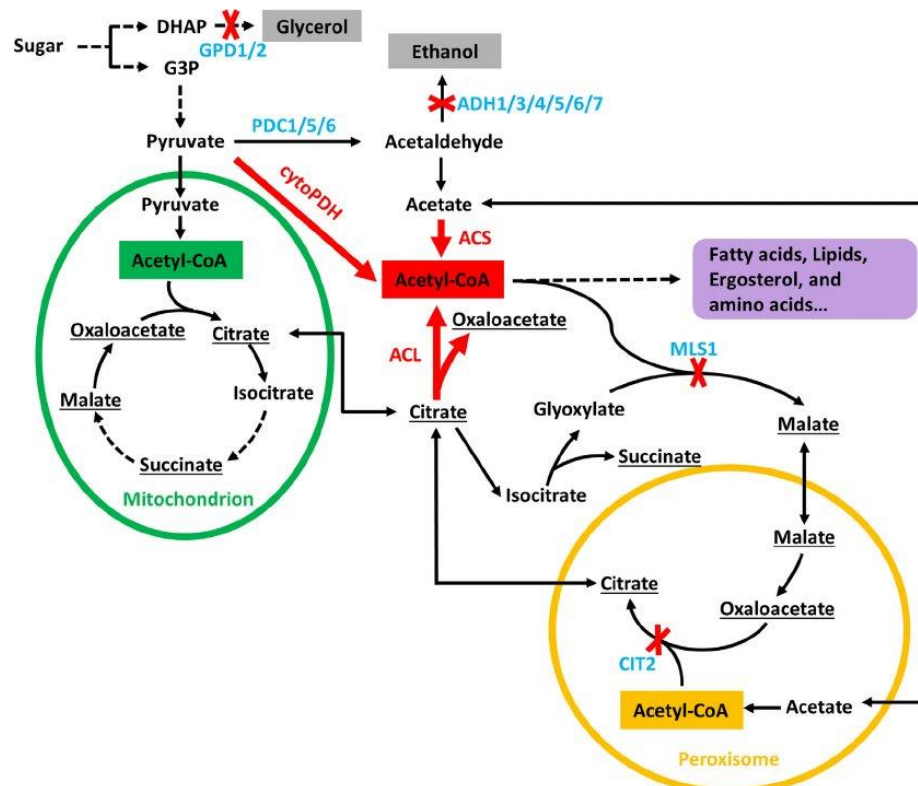 DHAP
GPD1/2
Glycerol
Sugar
G3P
Ethanol
ADH1/3/4/5/6/7
Pyruvate
PDC1/5/6
Acetaldehyde
cytoPDH
Pyruvate
Acetate
ACS
Acetyl-CoA
Acetyl-CoA
Fatty acids, Lipids,
Ergosterol, and
amino acids...
Oxaloacetate
Citrate
Oxaloacetate
ACL
MLS1
Malate
Isocitrate
Citrate
Glyoxylate
Malate
Succinate
Succinate
Isocitrate
Mitochondrion
Malate
Citrate
Oxaloacetate
CIT2
Acetyl-CoA
Acetate
Peroxisome